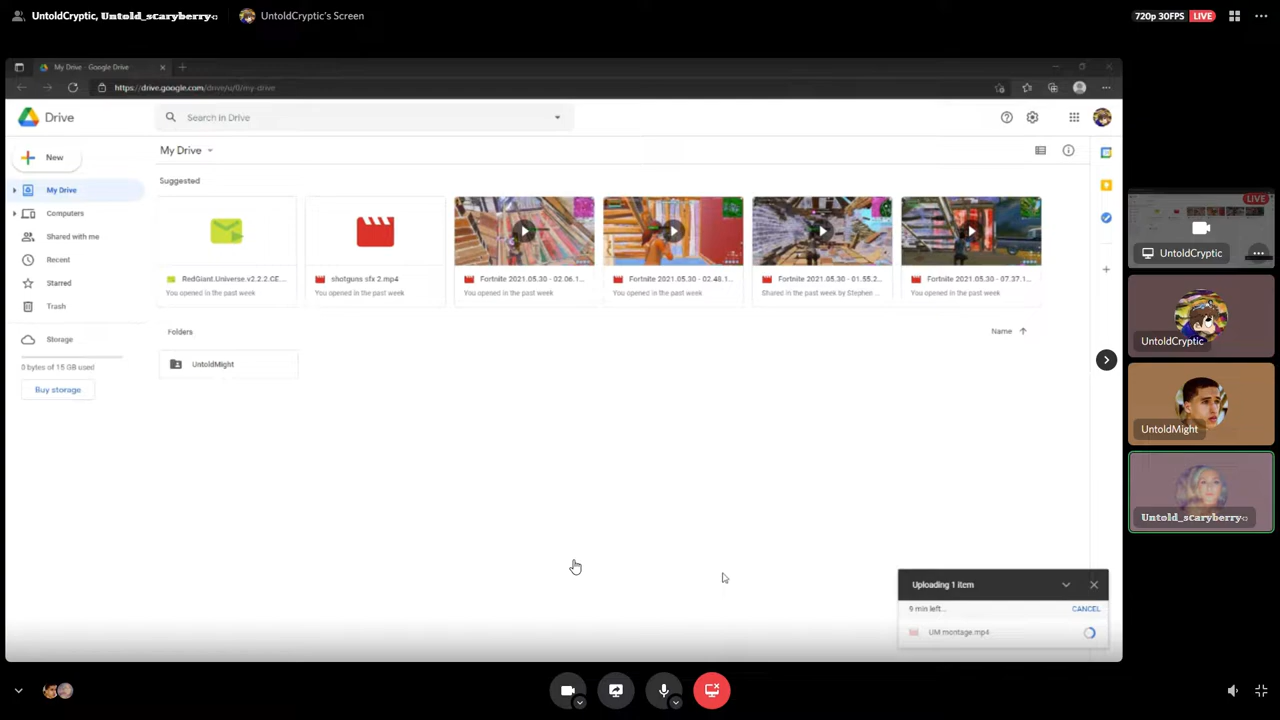 UntoldCryptic, Untold_scaryberry
UntoldCryptic's Screen
720p 30FPS LIVE
My Drive - Google Drive
https://drive.google.com/drive/u/0/my-drive
Drive
Search in Drive
New
My Drive
Computers
Shared with me
Recent
Starred
Trash
Storage
0 bytes of 15 GB used
Buy storage
My Drive
Suggested
RedGiant.Universe.v2.2.2.CE...
You opened in the past week
shotguns sfx 2.mp4
You opened in the past week
Fortnite 2021.05.30 - 02.06.1...
You opened in the past week
Fortnite 2021.05.30 - 02.48.1...
You opened in the past week
Fortnite 2021.05.30 - 01.55.2...
Shared in the past week by Stephen ...
Fortnite 2021.05.30 - 07.37.1...
You opened in the past week
Folders
Name
UntoldMight
Uploading 1 item
9 min left...
CANCEL
UM montage.mp4
LIVE
UntoldCryptic
UntoldCryptic
UntoldMight
Untold_scaryberry